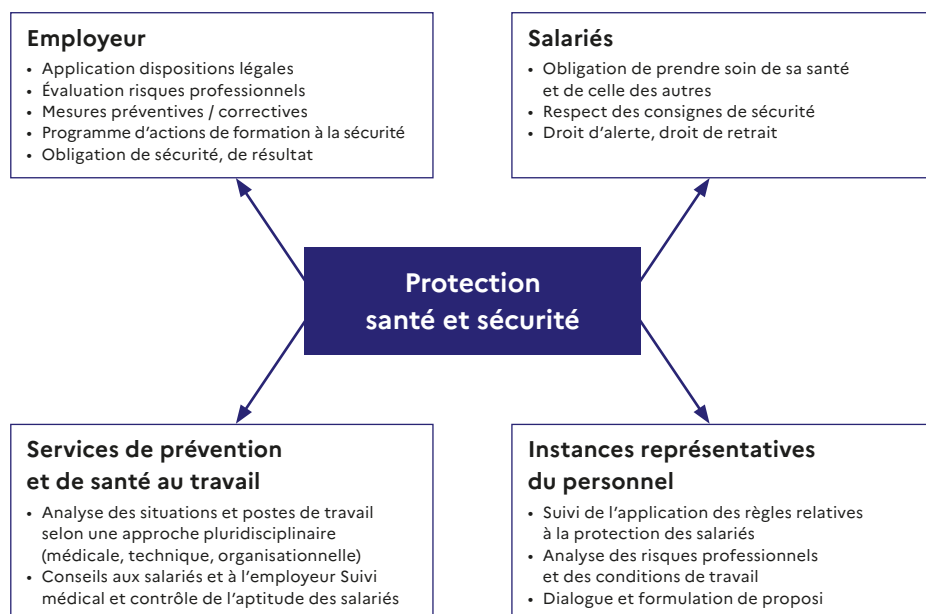 Employeur
• Application dispositions légales
• Évaluation risques professionnels
• Mesures préventives / correctives
• Programme d'actions de formation à la sécurité
• Obligation de sécurité, de résultat
Salariés
• Obligation de prendre soin de sa santé
et de celle des autres
• Respect des consignes de sécurité
• Droit d'alerte, droit de retrait
Protection
santé et sécurité
Services de prévention
et de santé au travail
• Analyse des situations et postes de travail
selon une approche pluridisciplinaire
(médicale, technique, organisationnelle)
• Conseils aux salariés et à l'employeur Suivi
médical et contrôle de l'aptitude des salariés
Instances représentatives
du personnel
• Suivi de l'application des règles relatives
à la protection des salariés
• Analyse des risques professionnels
et des conditions de travail
• Dialogue et formulation de proposi